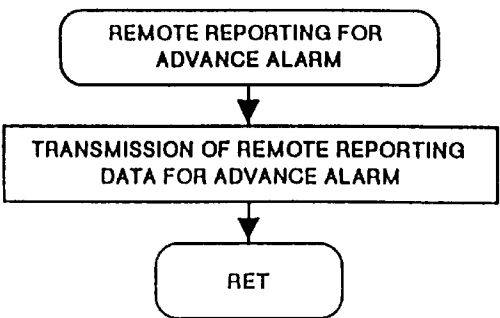 REMOTE REPORTING FOR
ADVANCE ALARM
TRANSMISSION OF REMOTE REPORTING
DATA FOR ADVANCE ALARM
RET